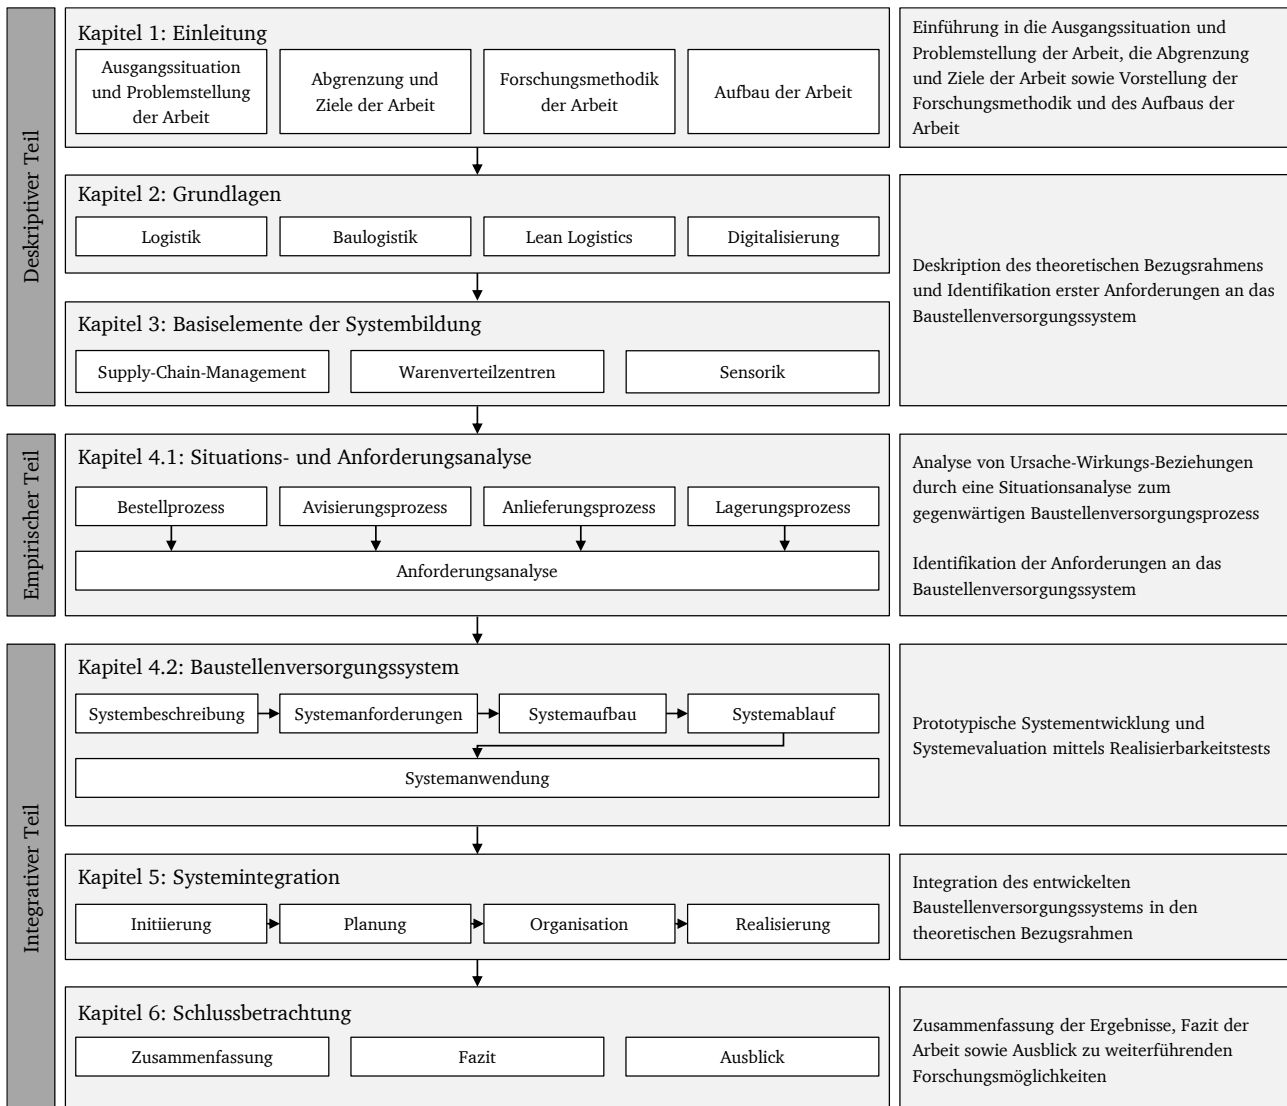 Deskriptiver Teil
Kapitel 1: Einleitung
Ausgangssituation
und Problemstellung
der Arbeit
Abgrenzung und
Ziele der Arbeit
Forschungsmethodik
der Arbeit
Aufbau der Arbeit
Einführung in die Ausgangssituation und
Problemstellung der Arbeit, die Abgrenzung
und Ziele der Arbeit sowie Vorstellung der
Forschungsmethodik und des Aufbaus der
Arbeit
Kapitel 2: Grundlagen
Logistik
Baulogistik
Lean Logistics
Digitalisierung
Kapitel 3: Basiselemente der Systembildung
Supply-Chain-Management
Warenverteilzentren
Sensorik
Deskription des theoretischen Bezugsrahmens
und Identifikation erster Anforderungen an das
Baustellenversorgungssystem
Empirischer Teil
Kapitel 4.1: Situations- und Anforderungsanalyse
Bestellprozess
Avisierungsprozess
Anlieferungsprozess
Lagerungsprozess
Anforderungsanalyse
Analyse von Ursache-Wirkungs-Beziehungen
durch eine Situationsanalyse zum
gegenwärtigen Baustellenversorgungsprozess
Identifikation der Anforderungen an das
Baustellenversorgungssystem
Integrativer Teil
Kapitel 4.2: Baustellenversorgungssystem
Systembeschreibung
Systemanforderungen
Systemaufbau
Systemablauf
Systemanwendung
Prototypische Systementwicklung und
Systemevaluation mittels Realisierbarkeitstests
Kapitel 5: Systemintegration
Initiierung
Planung
Organisation
Realisierung
Integration des entwickelten
Baustellenversorgungssystems in den
theoretischen Bezugsrahmen
Kapitel 6: Schlussbetrachtung
Zusammenfassung
Fazit
Ausblick
Zusammenfassung der Ergebnisse, Fazit der
Arbeit sowie Ausblick zu weiterführenden
Forschungsmöglichkeiten